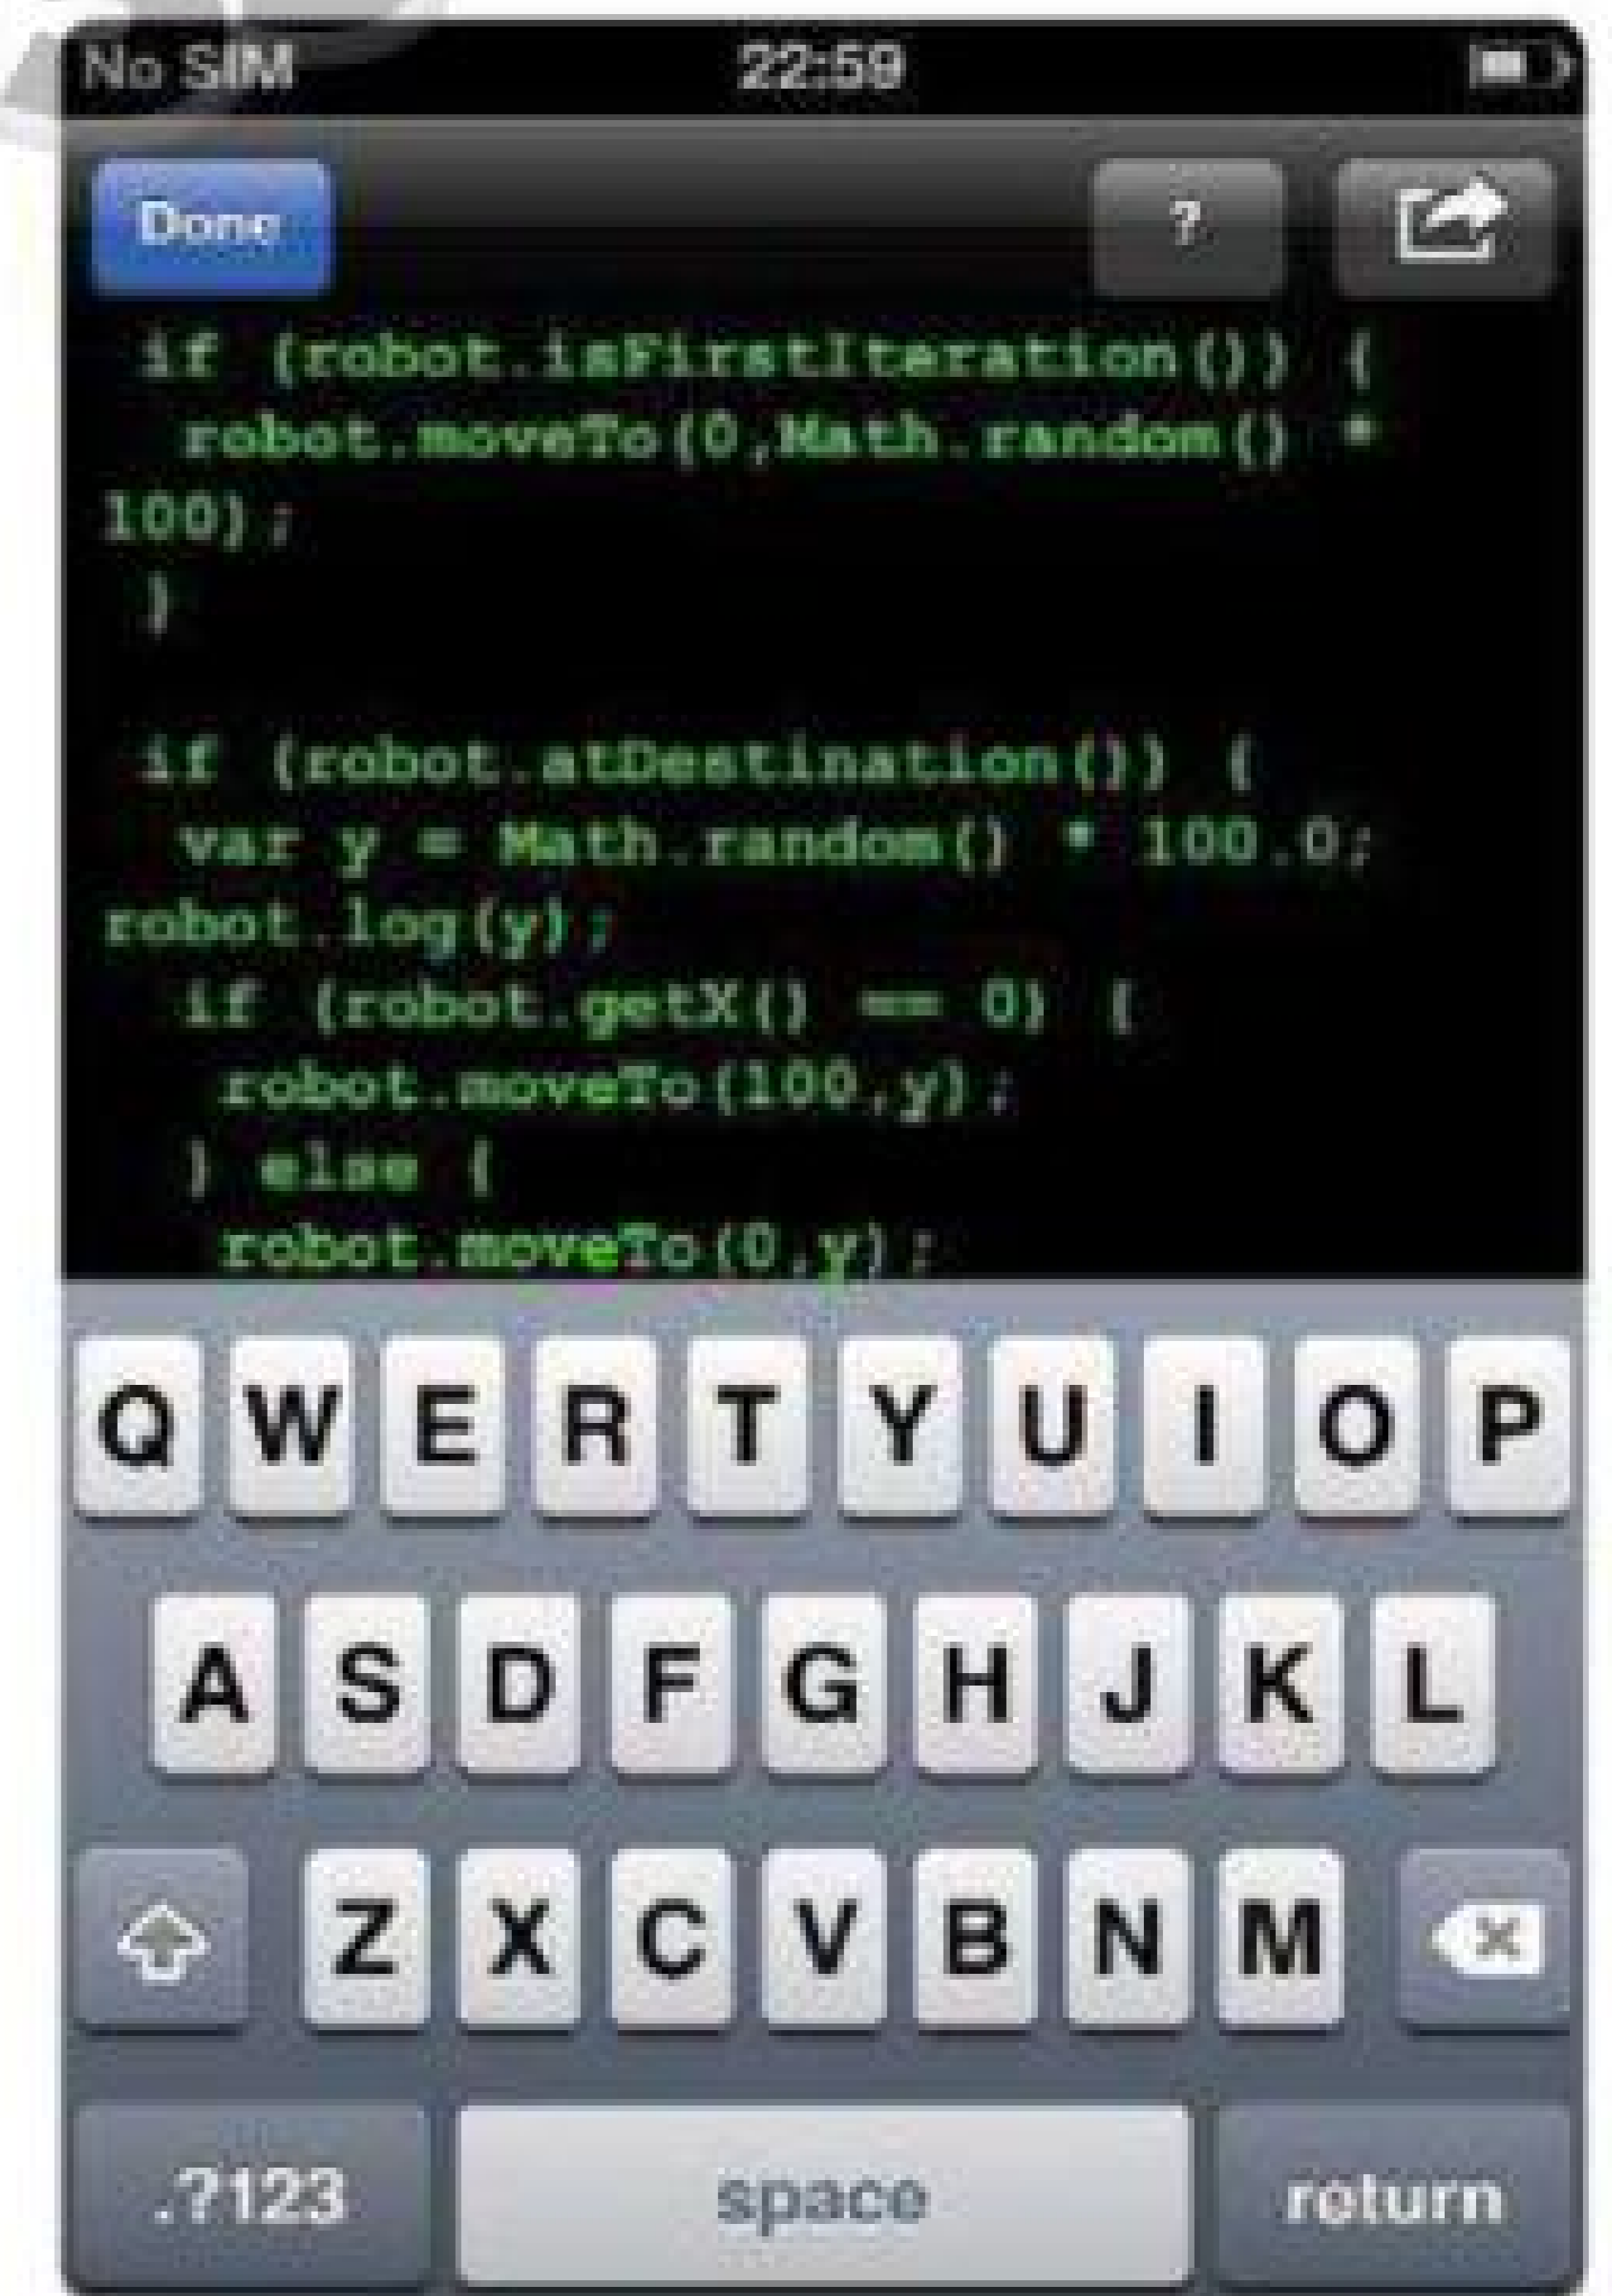 No SIM 22:59
Done ?
if (robot.isFirstIteration()) {
robot.moveTo(0,Math.random() *
100);
}
if (robot.atDestination()) {
var y = Math.random() * 100.0;
robot.log(y);
if (robot.getX() == 0) {
robot.moveTo(100,y);
} else {
robot.moveTo(0,y);
Q W E R T Y U I O P
A S D F G H J K L
Z X C V B N M
.?123 space return